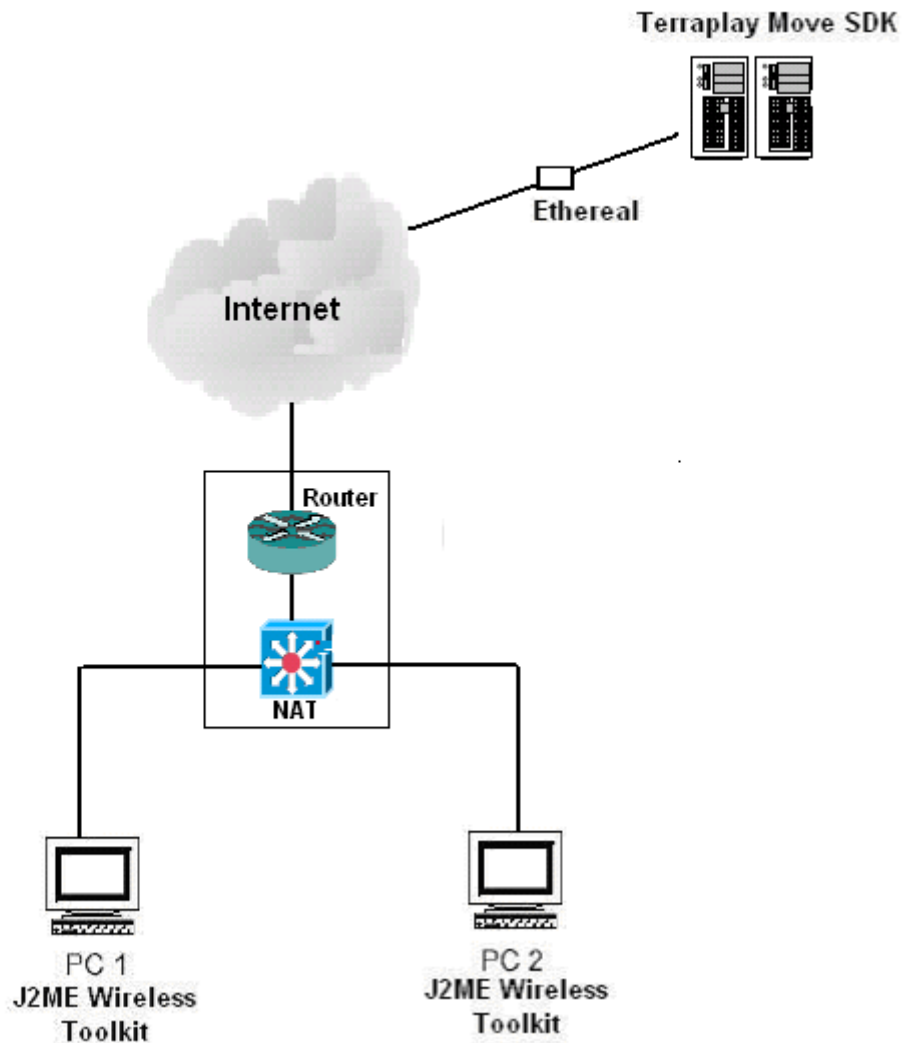 Terraplay Move SDK
Ethereal
Internet
Router
NAT
PC 1
J2ME Wireless
Toolkit
PC 2
J2ME Wireless
Toolkit